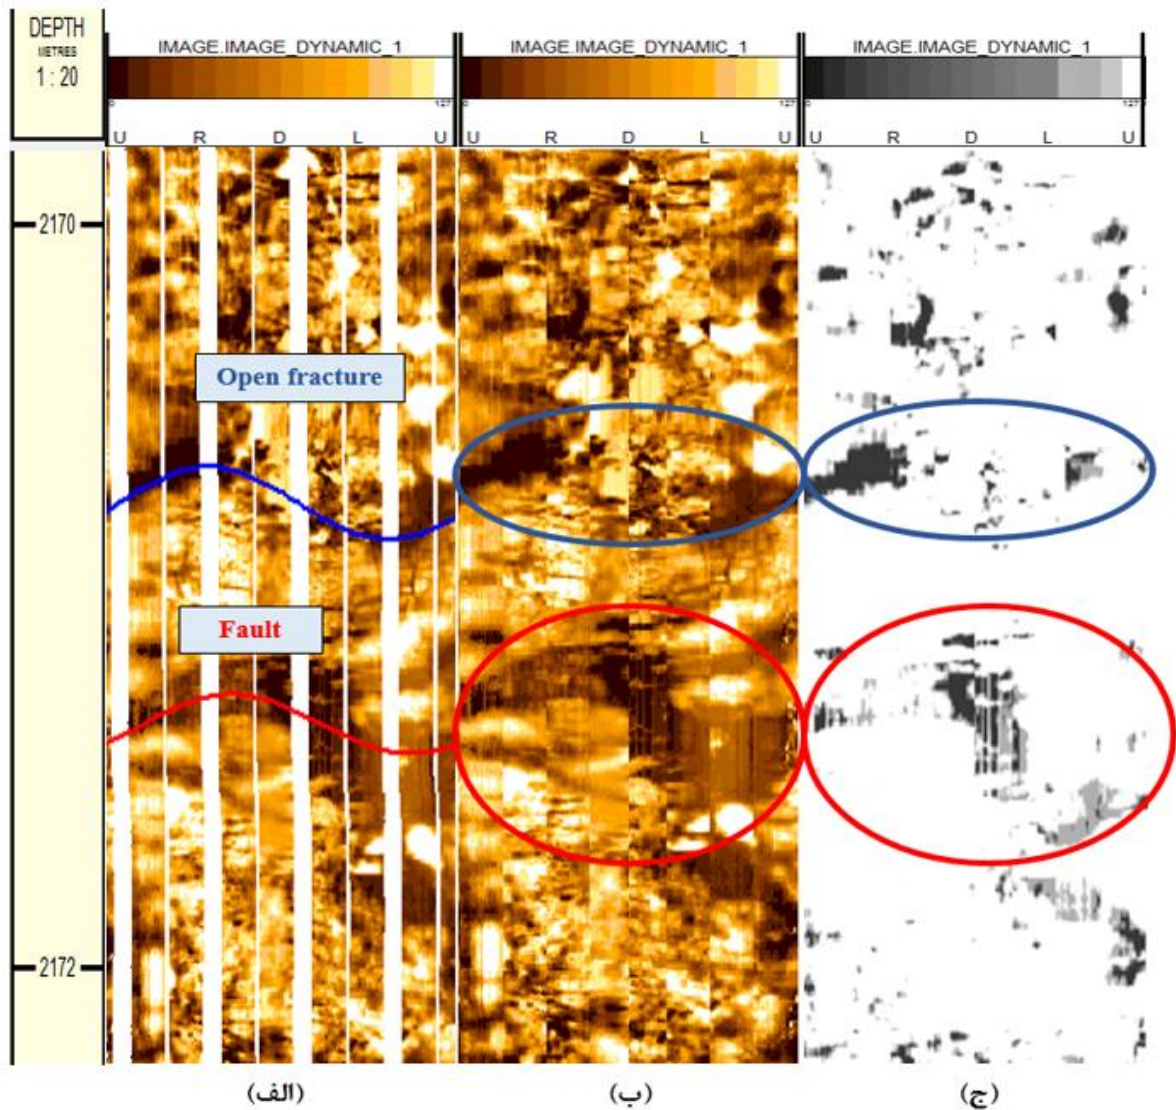 DEPTH
METRES
1 : 20
IMAGE.IMAGE_DYNAMIC_1
0 127
U R D L U
IMAGE.IMAGE_DYNAMIC_1
0 127
U R D L U
IMAGE.IMAGE_DYNAMIC_1
0 127
U R D L U
2170
Open fracture
Fault
2172
(الف)
(ب)
(ج)